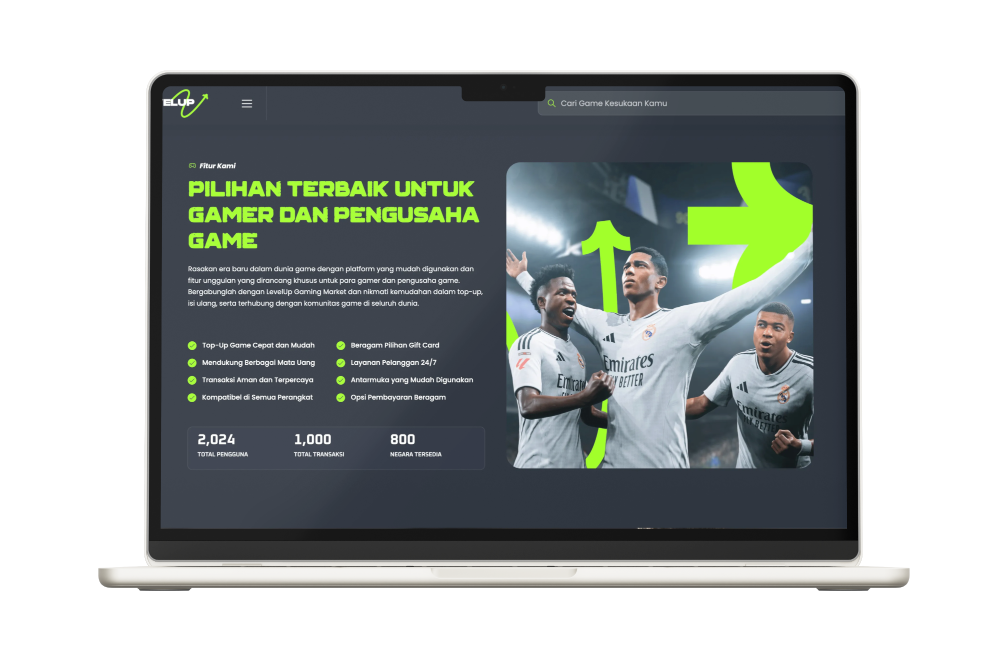 ELUP
Cari Game Kesukaan Kamu
Fitur Kami
PILIHAN TERBAIK UNTUK
GAMER DAN PENGUSAHA
GAME
Rasakan era baru dalam dunia game dengan platform yang mudah digunakan dan
fitur unggulan yang dirancang khusus untuk para gamer dan pengusaha game.
Bergabunglah dengan LevelUp Gaming Market dan nikmati kemudahan dalam top-up,
isi ulang, serta terhubung dengan komunitas game di seluruh dunia.
Top-Up Game Cepat dan Mudah
Beragam Pilihan Gift Card
Mendukung Berbagai Mata Uang
Layanan Pelanggan 24/7
Transaksi Aman dan Terpercaya
Antarmuka yang Mudah Digunakan
Kompatibel di Semua Perangkat
Opsi Pembayaran Beragam
2,024
1,000
800
TOTAL PENGGUNA
TOTAL TRANSAKSI
NEGARA TERSEDIA
Emirates
FLY BETTER
Emirates